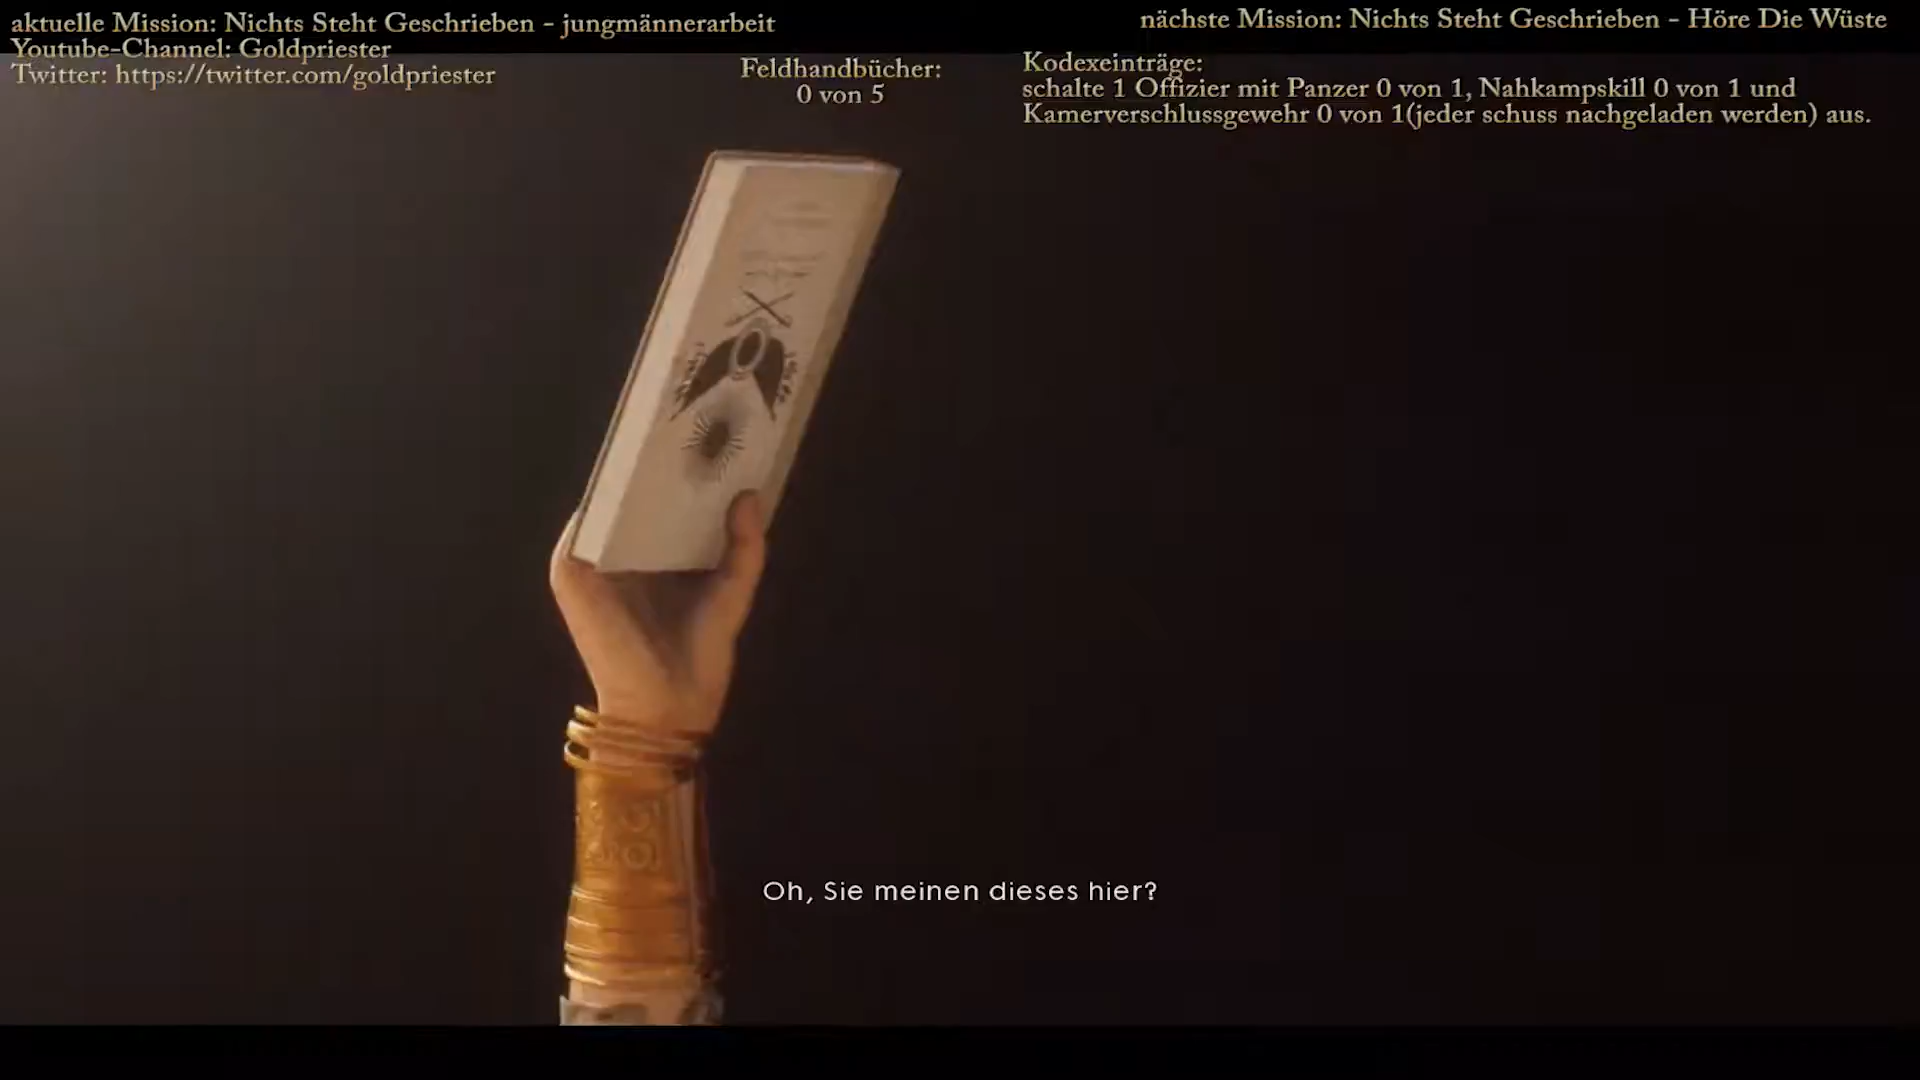 aktuelle Mission: Nichts Steht Geschrieben - jungmännerarbeit
Youtube-Channel: Goldpriester
Twitter: https://twitter.com/goldpriester
Feldhandbücher:
0 von 5
nächste Mission: Nichts Steht Geschrieben - Höre Die Wüste
Kodexeinträge:
schalte 1 Offizier mit Panzer 0 von 1, Nahkampskill 0 von 1 und
Kamerverschlussgewehr 0 von 1(jeder schuss nachgeladen werden) aus.
Oh, Sie meinen dieses hier?